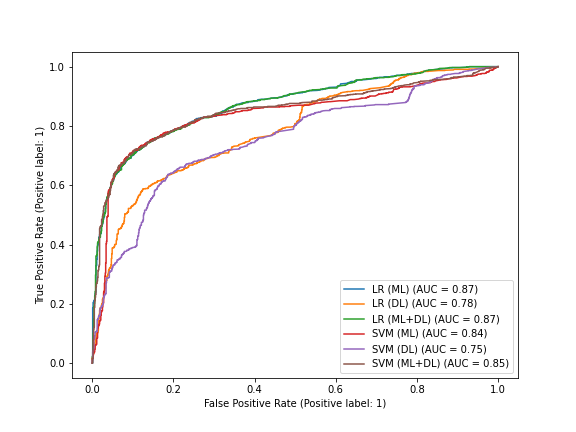 1.0
0.8
0.6
0.4
0.2
0.0
True Positive Rate (Positive label: 1)
LR (ML) (AUC = 0.87)
LR (DL) (AUC = 0.78)
LR (ML+DL) (AUC = 0.87)
SVM (ML) (AUC = 0.84)
SVM (DL) (AUC = 0.75)
SVM (ML+DL) (AUC = 0.85)
0.0 0.2 0.4 0.6 0.8 1.0
False Positive Rate (Positive label: 1)